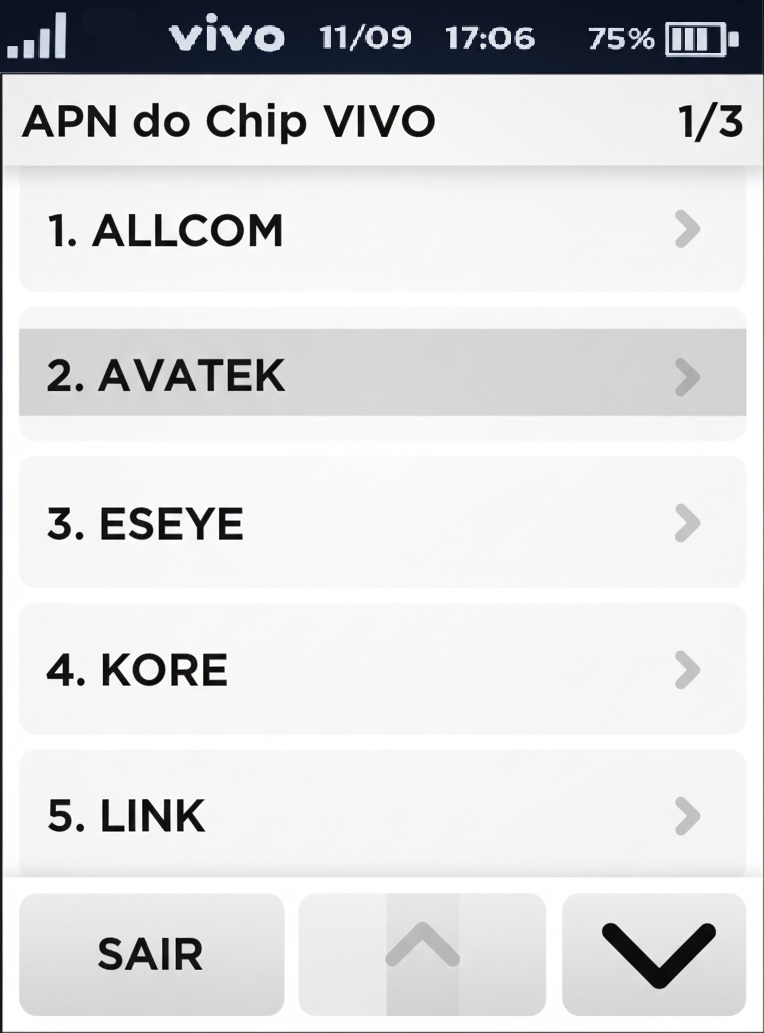 vivo 11/09 17:06 75%
APN do Chip VIVO 1/3
1. ALLCOM
2. AVATEK
3. ESEYE
4. KORE
5. LINK
SAIR